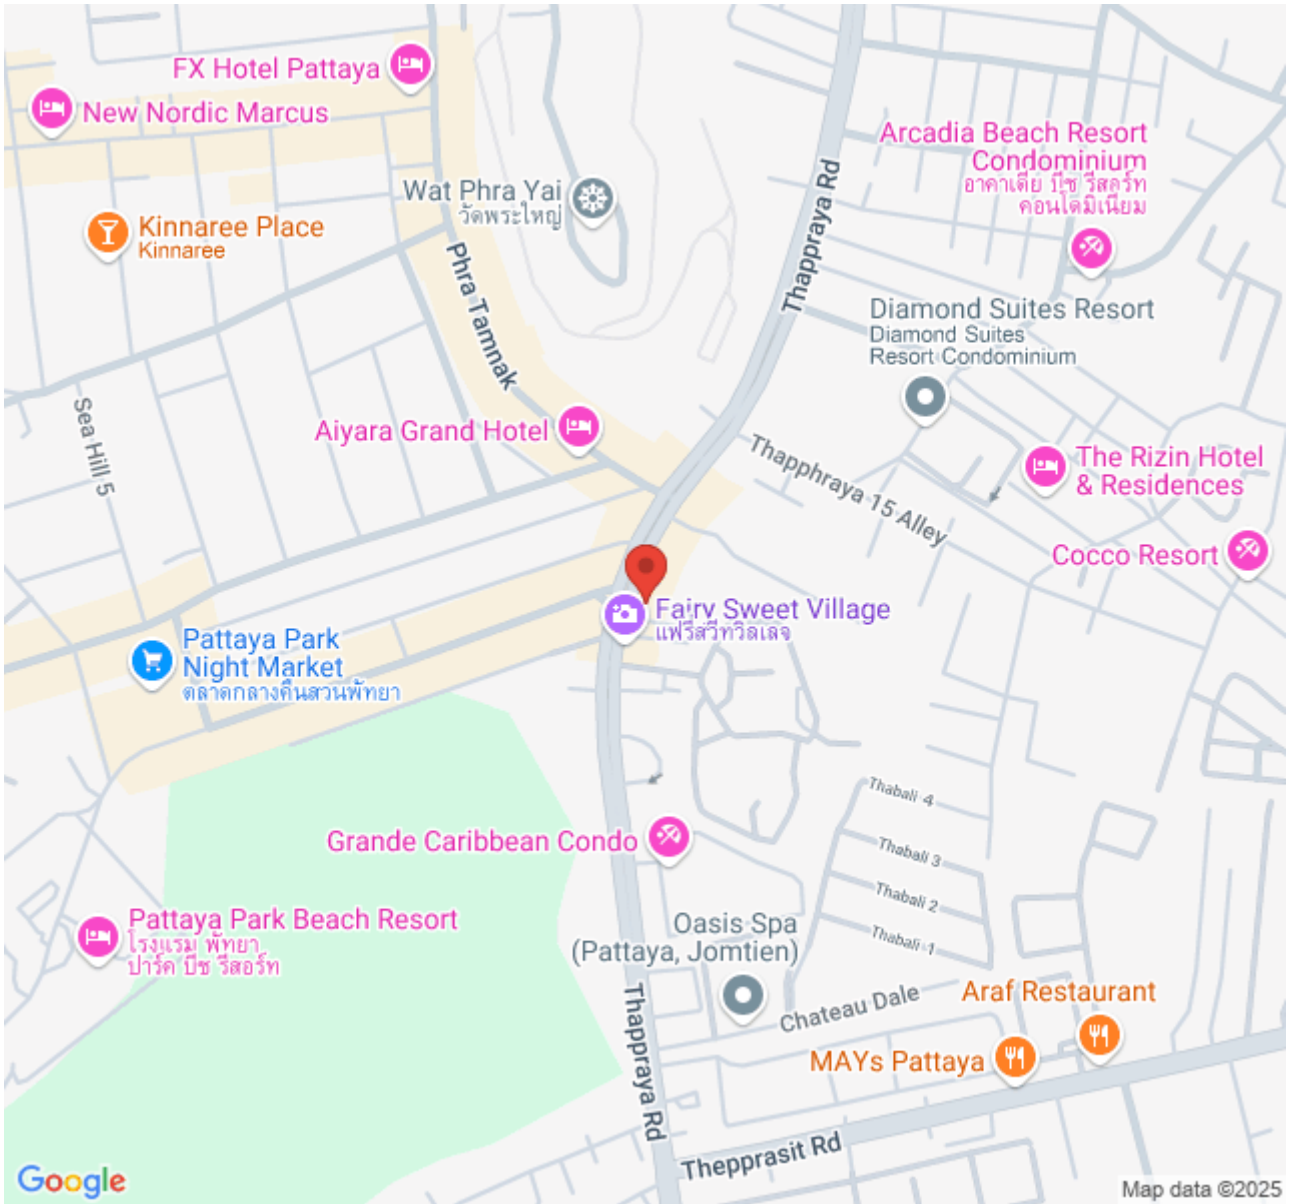 FX Hotel Pattaya
New Nordic Marcus
Arcadia Beach Resort
Condominium
อาคาเดีย บีช รีสอร์ท
คอนโดมิเนียม
Wat Phra Yai
วัดพระใหญ่
Thappraya Rd
Kinnaree Place
Kinnaree
Phra Tamnak
Diamond Suites Resort
Diamond Suites
Resort Condominium
Sea Hill 5
Aiyara Grand Hotel
Thapphraya 15 Alley
The Rizin Hotel
& Residences
Cocco Resort
Fairy Sweet Village
แฟรี่สวีทวิลเลจ
Pattaya Park
Night Market
ตลาดกลางคืนสวนพัทยา
Thabali 4
Grande Caribbean Condo
Thabali 3
Thabali 2
Thabali 1
Pattaya Park Beach Resort
โรงแรม พัทยา
ปาร์ค บีช รีสอร์ท
Oasis Spa
(Pattaya, Jomtien)
Chateau Dale
Araf Restaurant
MAYs Pattaya
Thappraya Rd
Thepprasit Rd
Google
Map data ©2025